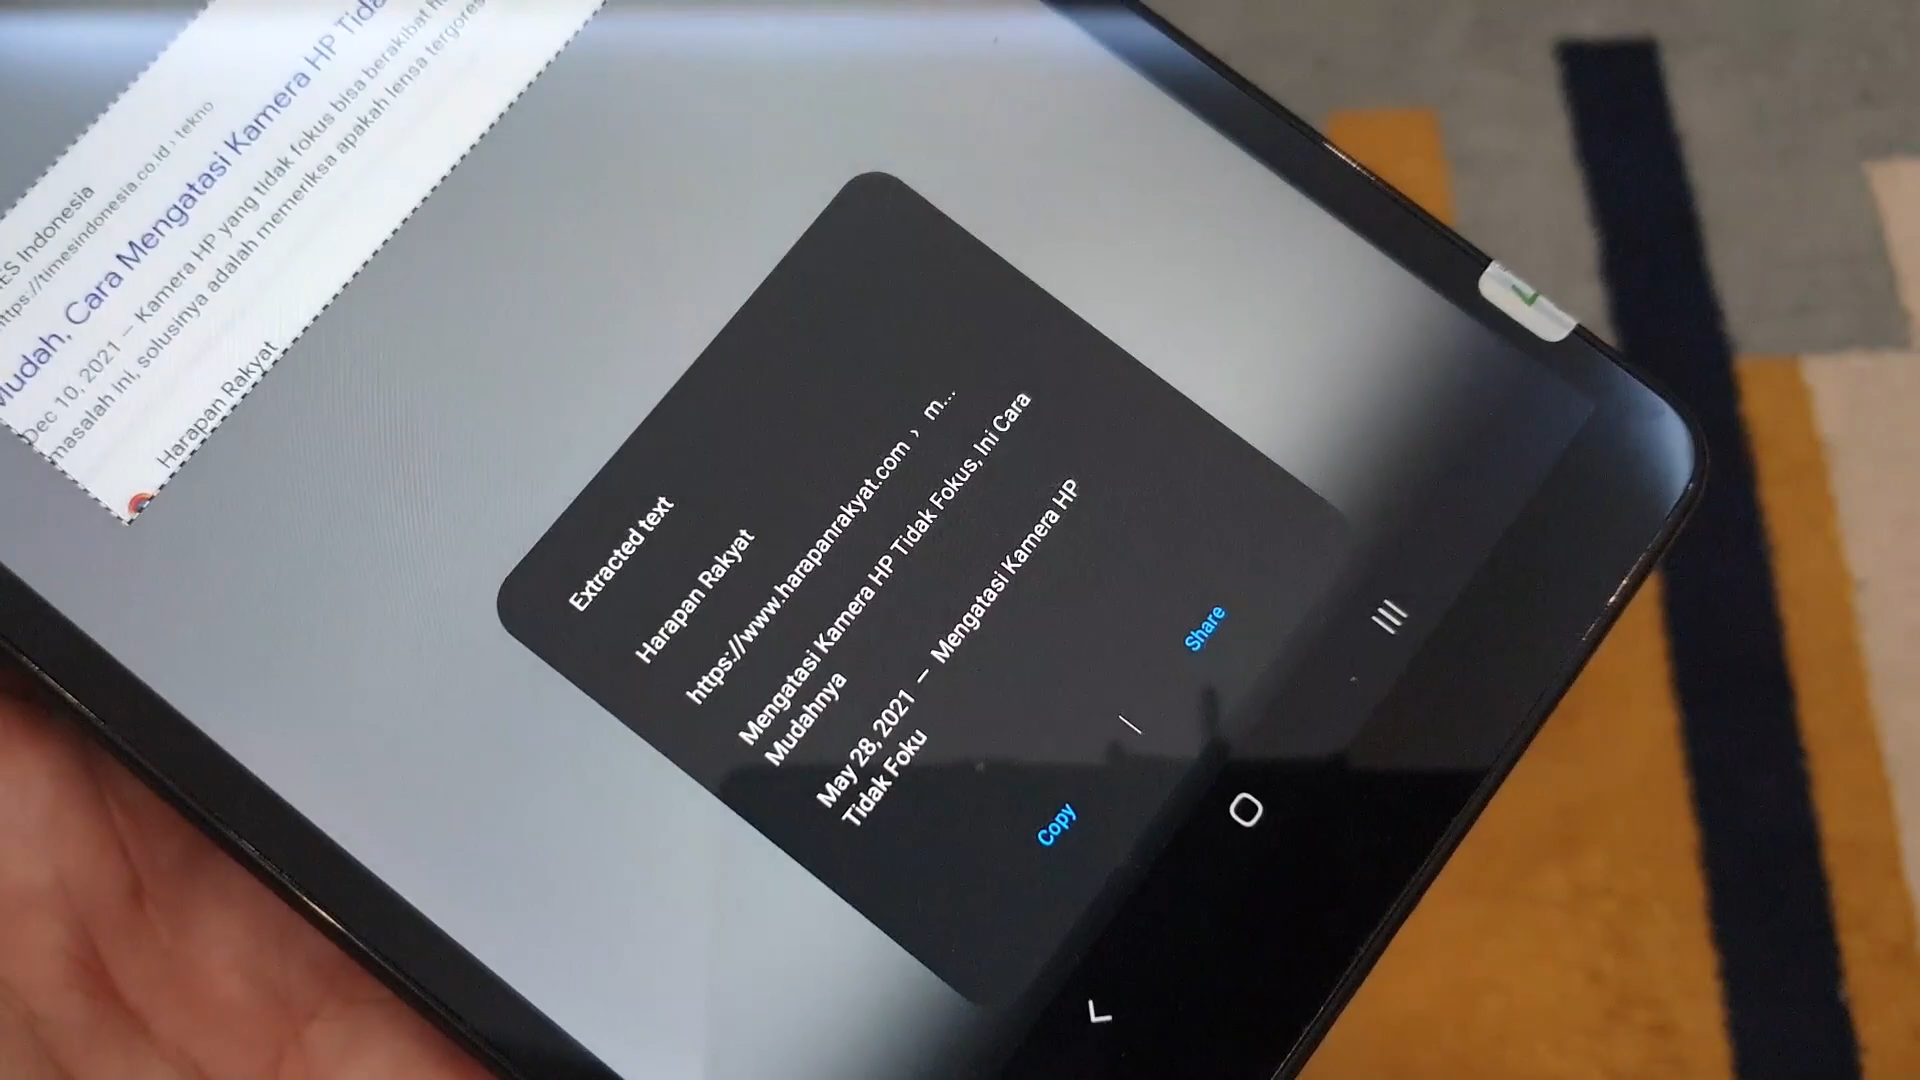 ES Indonesia
https://timesindonesia.co.id › tekno
Mudah, Cara Mengatasi Kamera HP Tida
Dec 10, 2021 — Kamera HP yang tidak fokus bisa berakibat h
masalah ini, solusinya adalah memeriksa apakah lensa tergores
Harapan Rakyat
Extracted text
Harapan Rakyat
https://www.harapanrakyat.com › m...
Mengatasi Kamera HP Tidak Fokus, Ini Cara
Mudahnya
May 28, 2021 — Mengatasi Kamera HP
Tidak Foku
Copy
Share